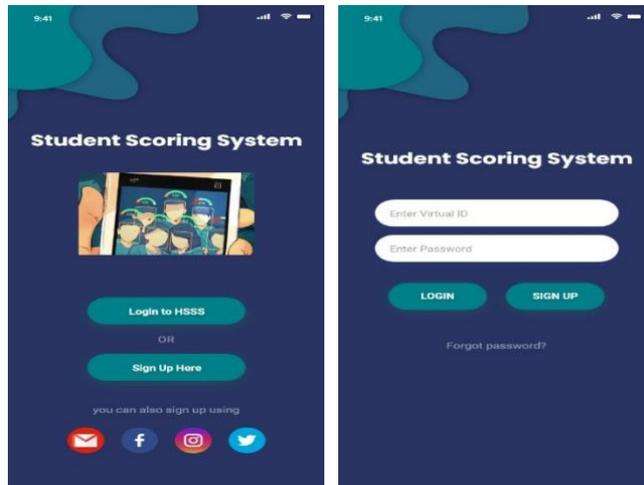 9:41
Student Scoring System
Login to HSSS
OR
Sign Up Here
you can also sign up using
f
9:41
Student Scoring System
Enter Virtual ID
Enter Password
LOGIN
SIGN UP
Forgot password?